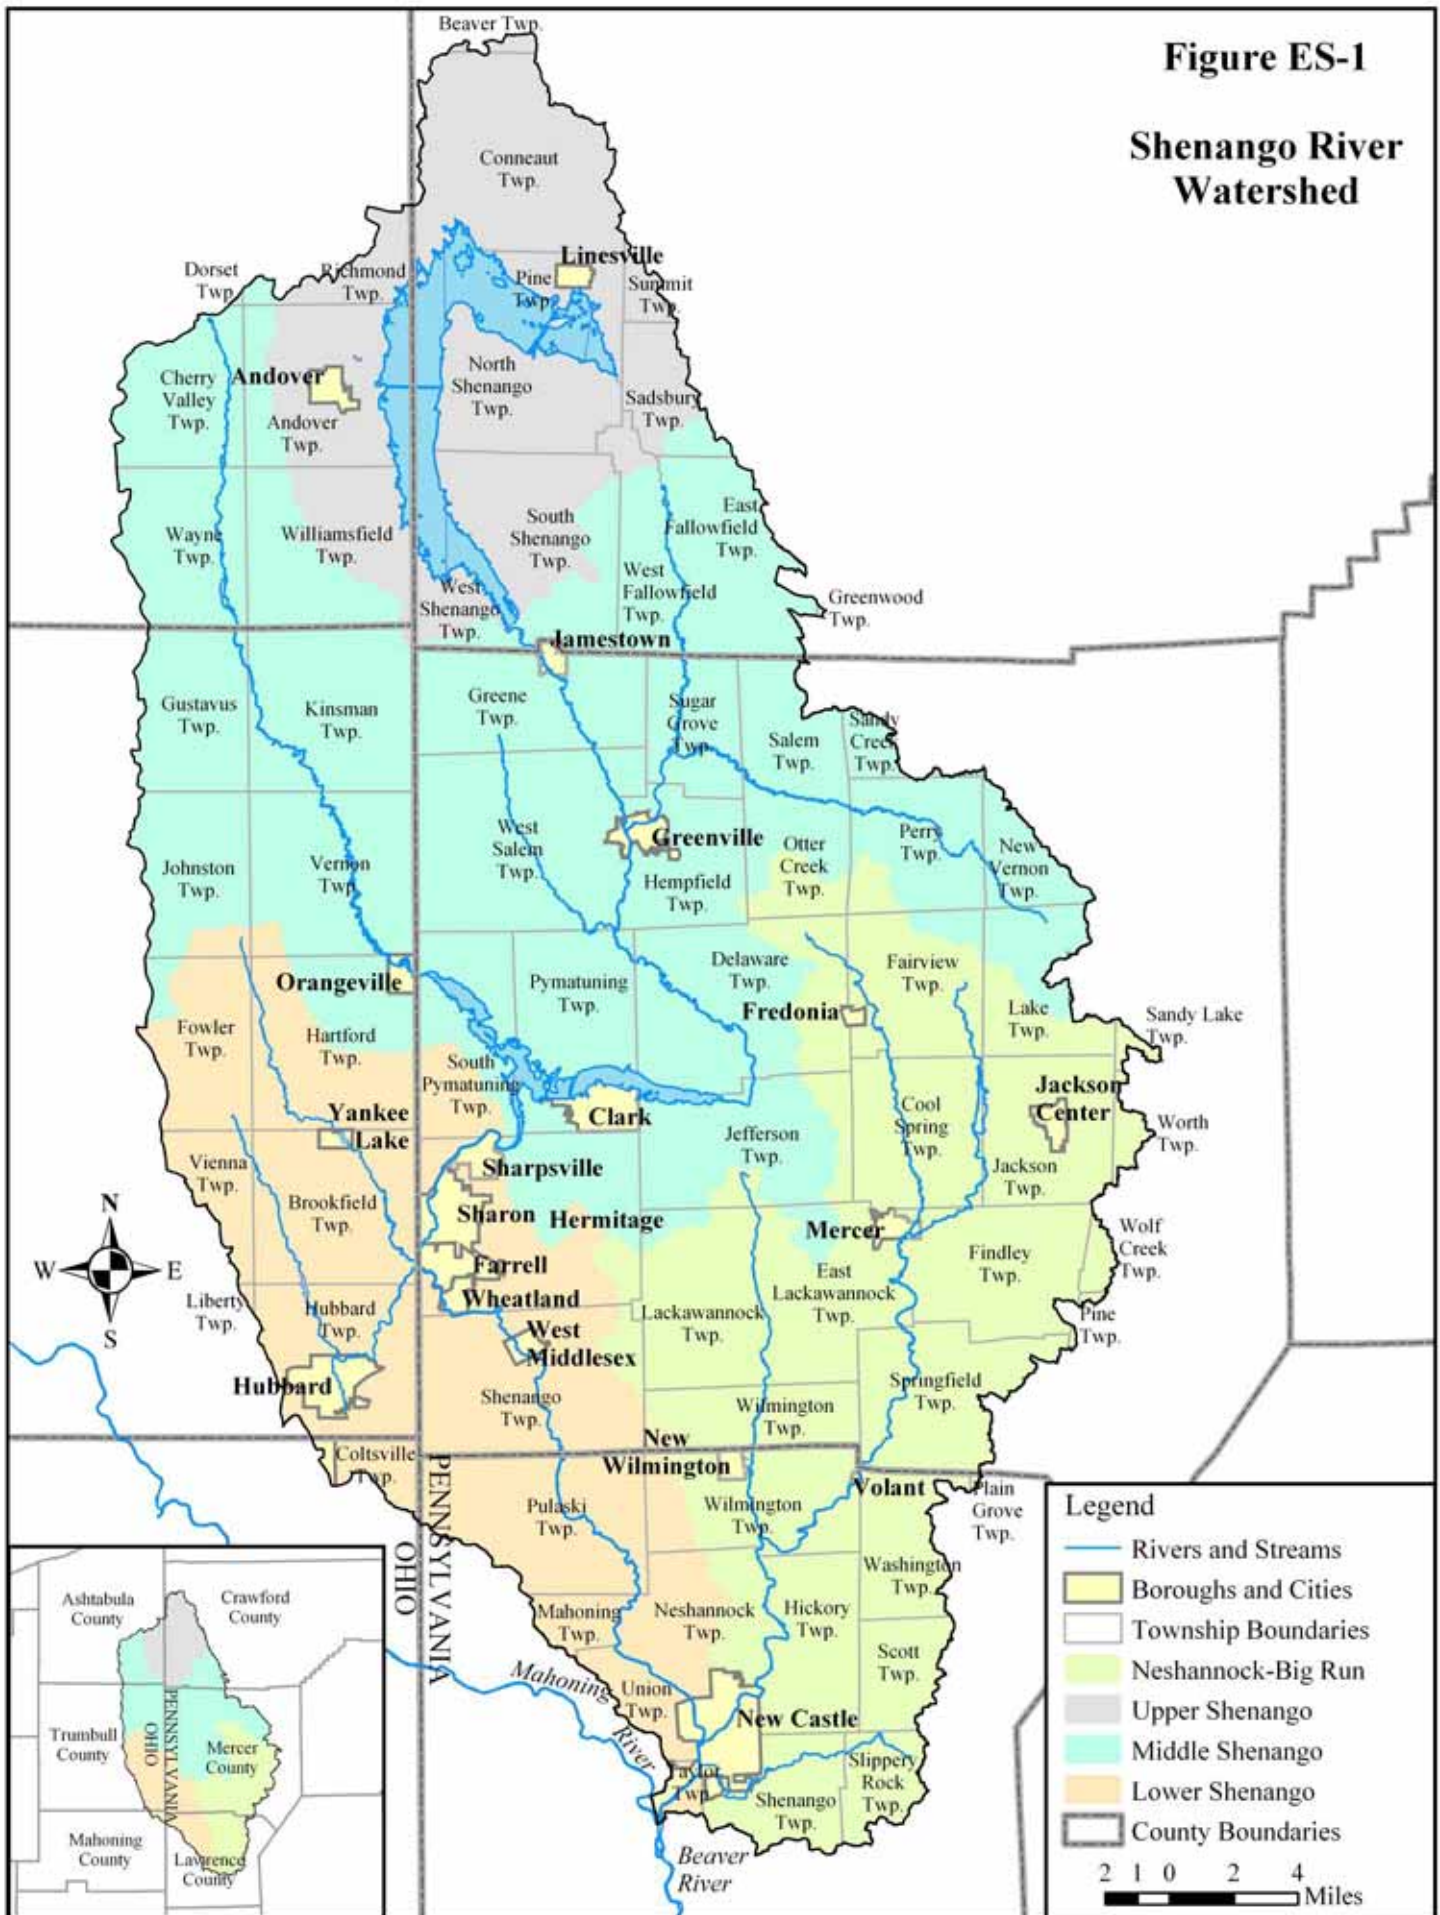 Figure ES-1
Shenango River
Watershed
Beaver Twp.
Conneaut
Twp.
Linesville
Dorset
Twp.
Richmond
Twp.
Pine
Twp.
Summit
Twp.
Cherry
Valley
Twp.
Andover
Andover
Twp.
North
Shenango
Twp.
Sadsbury
Twp.
Wayne
Twp.
Williamsfield
Twp.
South
Shenango
Twp.
East
Fallowfield
Twp.
West
Shenango
Twp.
West
Fallowfield
Twp.
Greenwood
Twp.
Jamestown
Gustavus
Twp.
Kinsman
Twp.
Greene
Twp.
Sugar
Grove
Twp.
Salem
Twp.
Sandy
Creek
Twp.
Johnston
Twp.
Vernon
Twp.
West
Salem
Twp.
Greenville
Hempfield
Twp.
Otter
Creek
Twp.
Perry
Twp.
New
Vernon
Twp.
Orangeville
Pymatuning
Twp.
Delaware
Twp.
Fredonia
Fairview
Twp.
Lake
Twp.
Sandy Lake
Twp.
Fowler
Twp.
Hartford
Twp.
South
Pymatuning
Twp.
Clark
Yankee
Lake
Jefferson
Twp.
Cool
Spring
Twp.
Jackson
Center
Worth
Twp.
Jackson
Twp.
Vienna
Twp.
Brookfield
Twp.
Sharpsville
Sharon
Hermitage
Mercer
Findley
Twp.
Wolf
Creek
Twp.
Farrell
Wheatland
N
W
E
S
Liberty
Twp.
Hubbard
Twp.
Lackawannock
Twp.
East
Lackawannock
Twp.
Pine
Twp.
West
Middlesex
Hubbard
Shenango
Twp.
Wilmington
Twp.
Springfield
Twp.
Coltsville
Twp.
New
Wilmington
Volant
Plain
Grove
Twp.
PENNSYLVANIA
OHIO
Pulaski
Twp.
Wilmington
Twp.
Washington
Twp.
Mahoning
Twp.
Neshannock
Twp.
Hickory
Twp.
Scott
Twp.
Mahoning
River
Union
Twp.
New Castle
Taylor
Twp.
Shenango
Twp.
Slippery
Rock
Twp.
Beaver
River
Ashtabula
County
Crawford
County
Trumbull
County
OHIO
PENNSYLVANIA
Mercer
County
Mahoning
County
Lawrence
County
Legend
Rivers and Streams
Boroughs and Cities
Township Boundaries
Neshannock-Big Run
Upper Shenango
Middle Shenango
Lower Shenango
County Boundaries
2 1 0 2 4
Miles